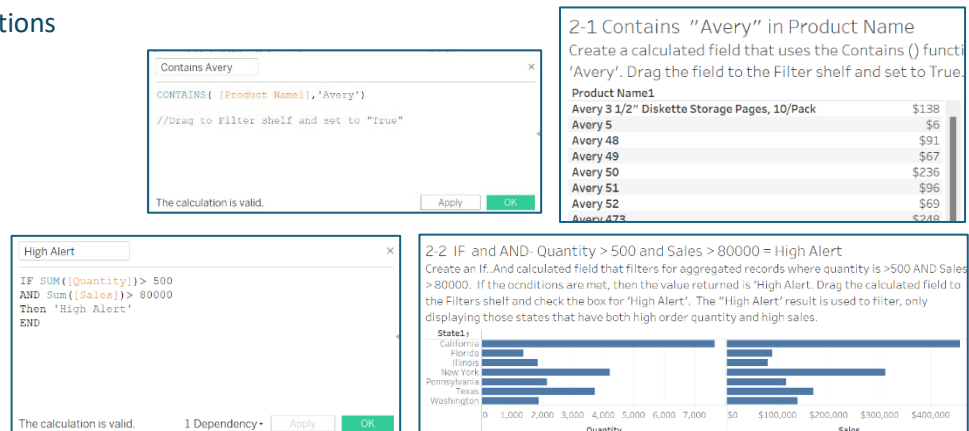 tions
Contains Avery ×
CONTAINS( [Product Name1],'Avery')
//Drag to Filter shelf and set to "True"
The calculation is valid. Apply OK
2-1 Contains "Avery" in Product Name
Create a calculated field that uses the Contains () functi
'Avery'. Drag the field to the Filter shelf and set to True.
Product Name1
Avery 3 1/2" Diskette Storage Pages, 10/Pack $138
Avery 5 $6
Avery 48 $91
Avery 49 $67
Avery 50 $236
Avery 51 $96
Avery 52 $69
Avery 473 $248
High Alert ×
IF SUM([Quantity])> 500
AND Sum([Sales])> 80000
Then 'High Alert'
END
The calculation is valid. 1 Dependency Apply OK
2-2 IF and AND- Quantity > 500 and Sales > 80000 = High Alert
Create an If..And calculated field that filters for aggregated records where quantity is >500 AND Sales
> 80000. If the ocnditions are met, then the value returned is 'High Alert. Drag the calculated field to
the Filters shelf and check the box for 'High Alert'. The "High Alert' result is used to filter, only
displaying those states that have both high order quantity and high sales.
State1
California
Florida
Illinois
New York
Pennsylvania
Texas
Washington
0 1,000 2,000 3,000 4,000 5,000 6,000 7,000 $0 $100,000 $200,000 $300,000 $400,000
Quantity Sales